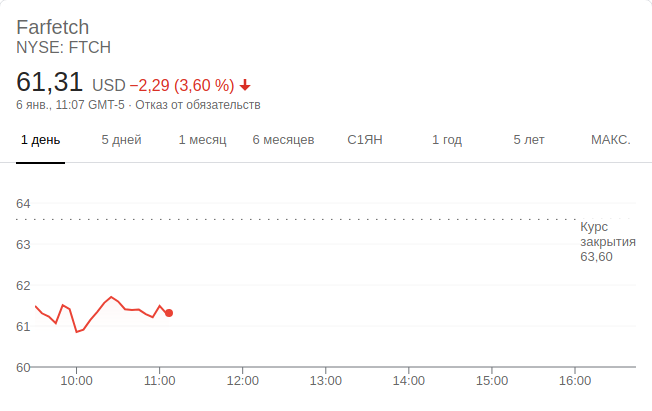 Farfetch
NYSE: FTCH
61,31 USD −2,29 (3,60 %)
6 янв., 11:07 GMT-5 · Отказ от обязательств
1 день 5 дней 1 месяц 6 месяцев С1ЯН 1 год 5 лет МАКС.
64
Курс
закрытия
63,60
63
62
61
60
10:00 11:00 12:00 13:00 14:00 15:00 16:00